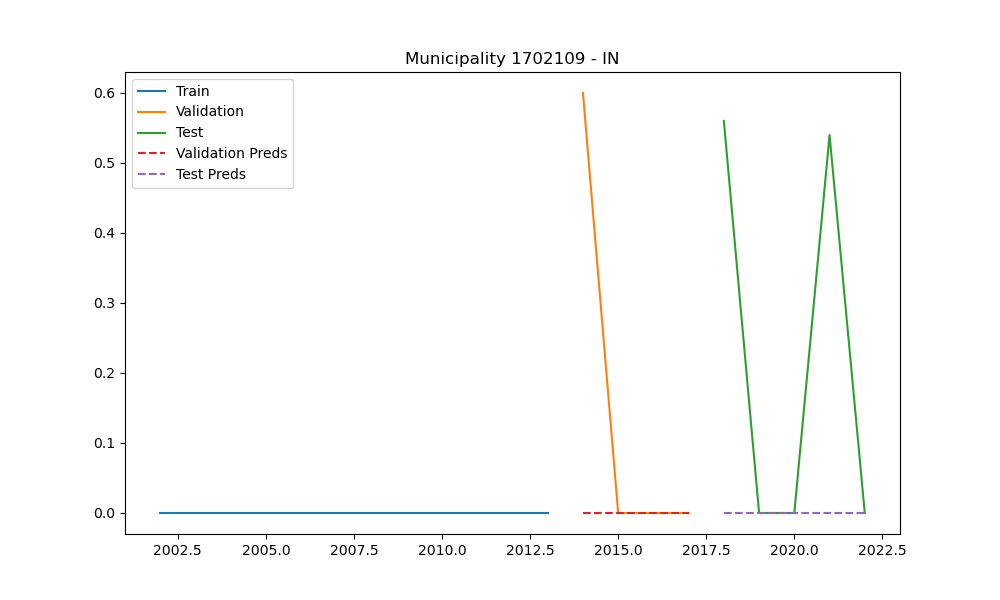 Municipality 1702109 - IN
Train
Validation
Test
Validation Preds
Test Preds
0.6
0.5
0.4
0.3
0.2
0.1
0.0
2002.5 2005.0 2007.5 2010.0 2012.5 2015.0 2017.5 2020.0 2022.5